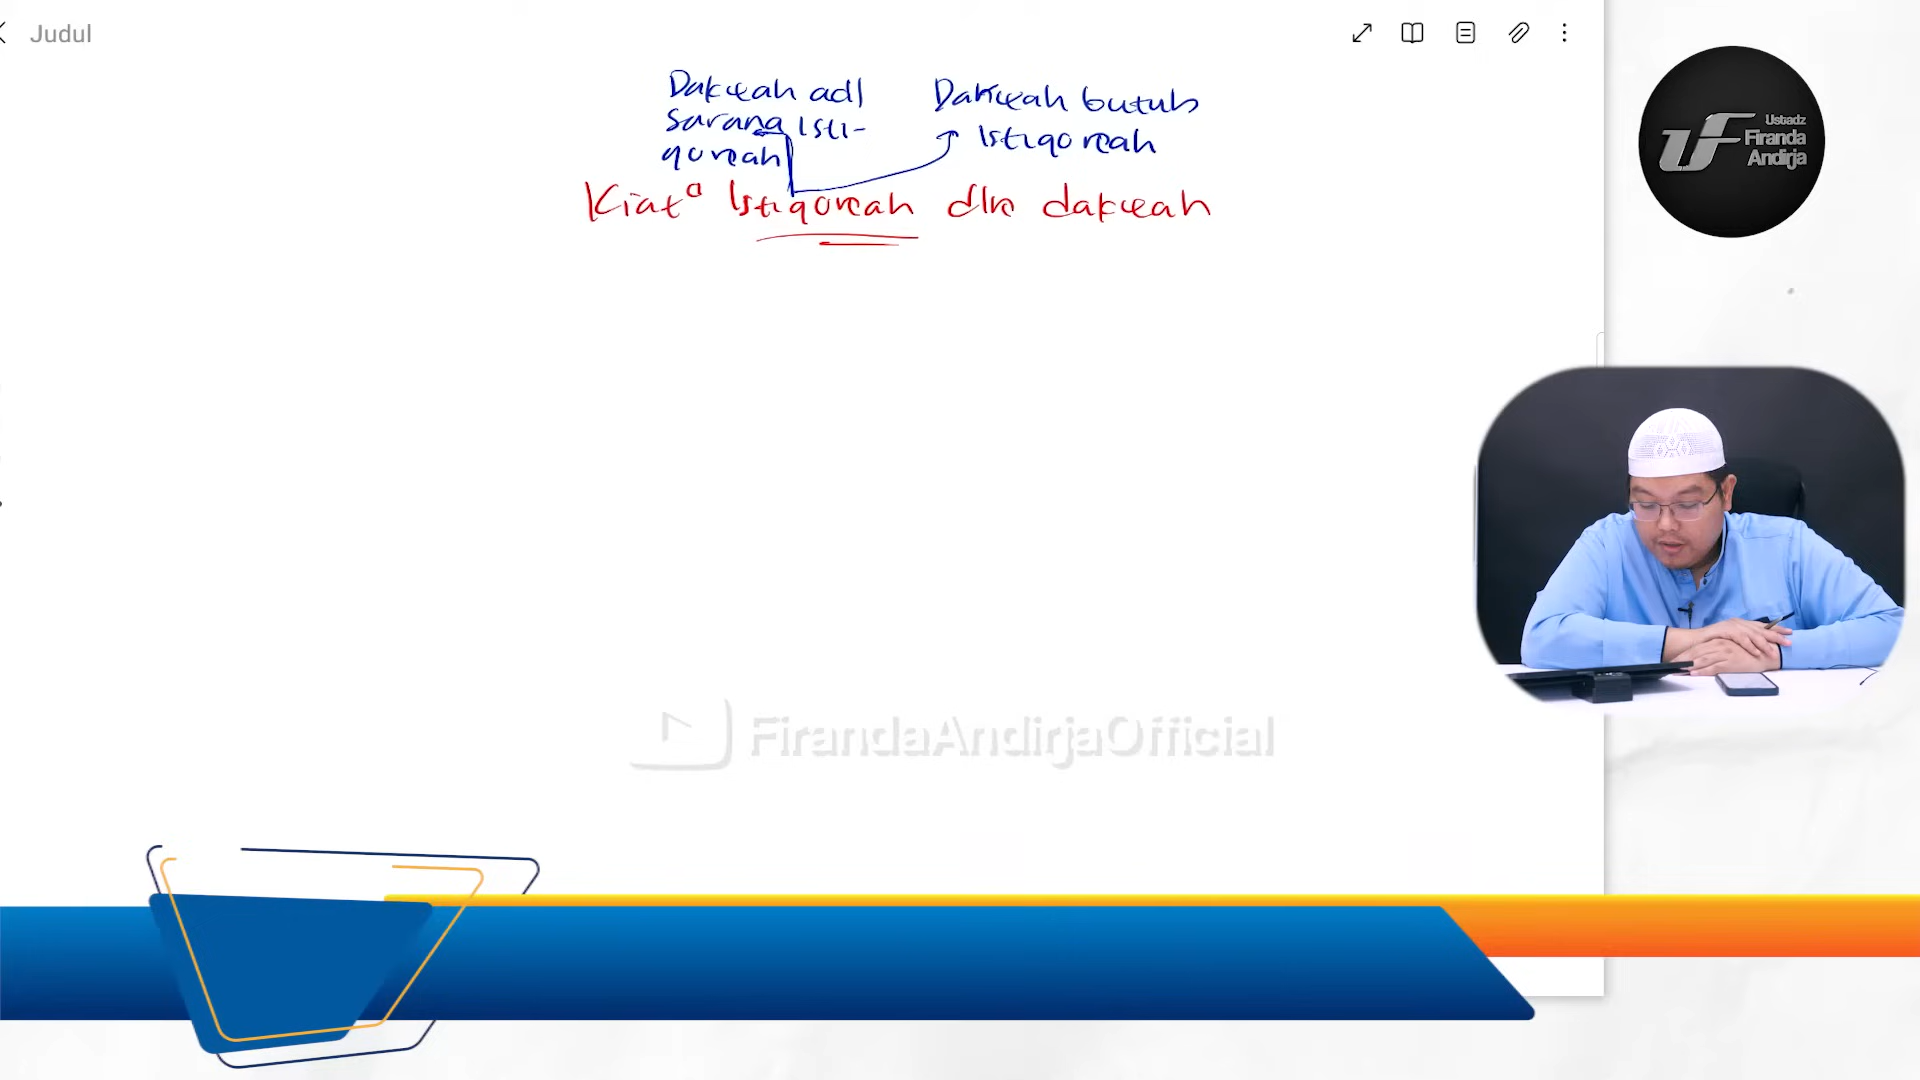 Judul
Dakwah adl
sarana isti-
qomah
Dakwah butuh
istiqomah
Kiat² Istiqomah dlm dakwah
Ustadz
Firanda
Andirja
FirandaAndirjaOfficial